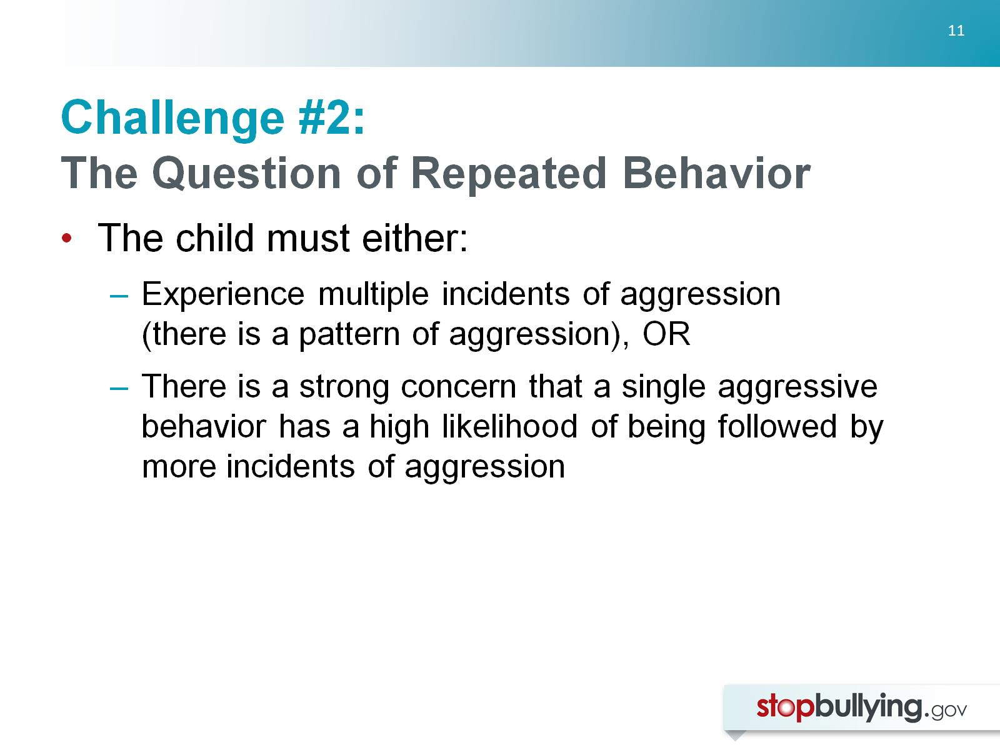 11
Challenge #2:
The Question of Repeated Behavior
• The child must either:
– Experience multiple incidents of aggression
(there is a pattern of aggression), OR
– There is a strong concern that a single aggressive
behavior has a high likelihood of being followed by
more incidents of aggression
stopbullying.gov